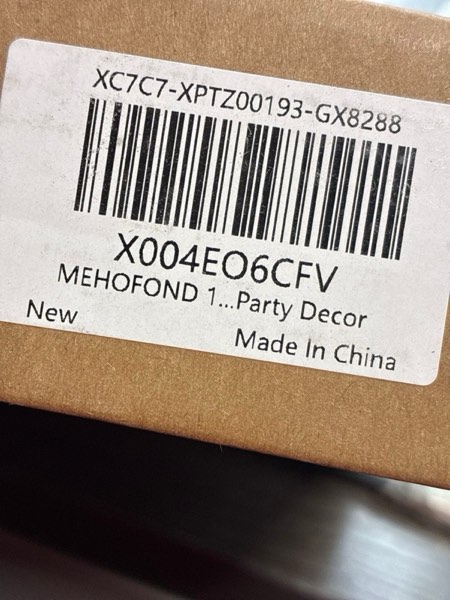 XC7C7-XPTZ00193-GX8288
X004EO6CFV
MEHOFOND 1...Party Decor
New
Made In China